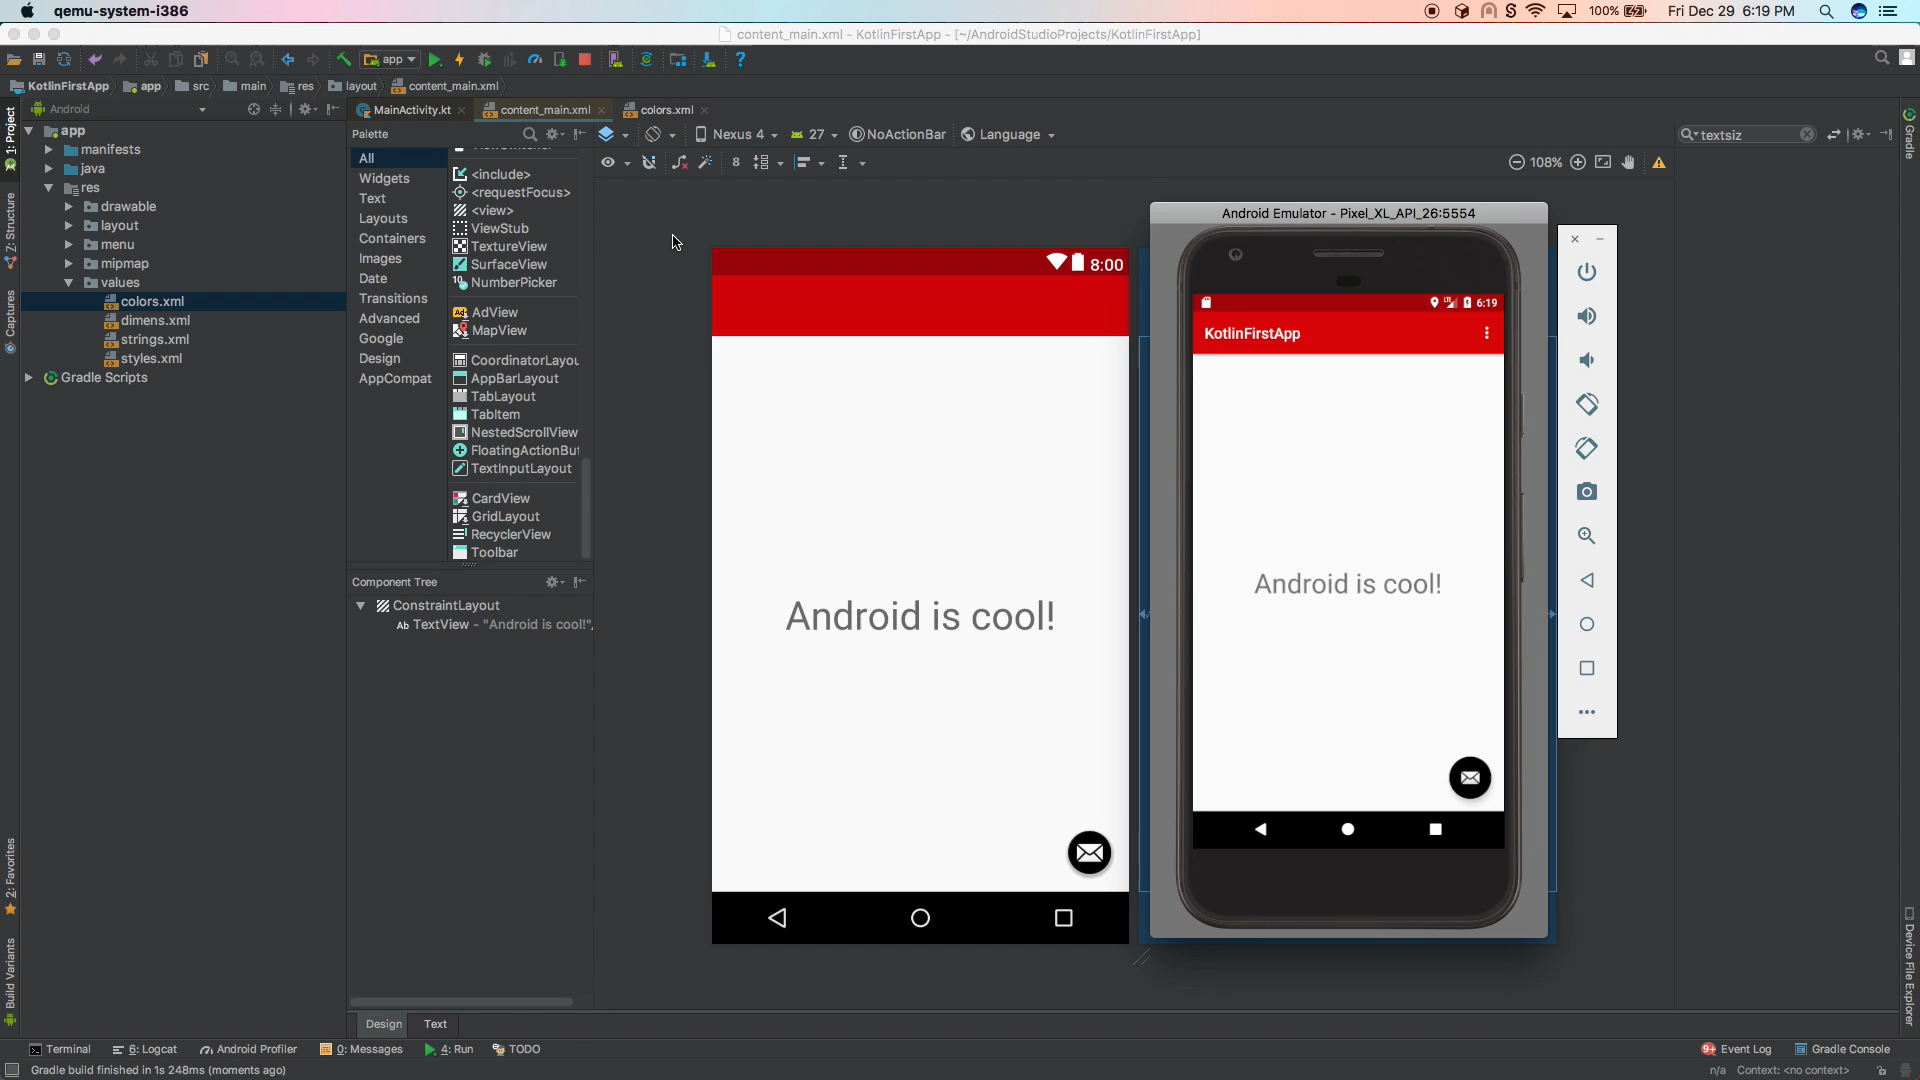 qemu-system-i386
100%
Fri Dec 29 6:19 PM
content_main.xml - KotlinFirstApp - [~/AndroidStudioProjects/KotlinFirstApp]
app
KotlinFirstApp
app
src
main
res
layout
content_main.xml
1: Project
Z: Structure
Captures
2: Favorites
Build Variants
Android
app
manifests
java
res
drawable
layout
menu
mipmap
values
colors.xml
dimens.xml
strings.xml
styles.xml
Gradle Scripts
MainActivity.kt
content_main.xml
colors.xml
Palette
All
Widgets
Text
Layouts
Containers
Images
Date
Transitions
Advanced
Google
Design
AppCompat
<include>
<requestFocus>
<view>
ViewStub
TextureView
SurfaceView
NumberPicker
AdView
MapView
CoordinatorLayou
AppBarLayout
TabLayout
TabItem
NestedScrollView
FloatingActionBut
TextInputLayout
CardView
GridLayout
RecyclerView
Toolbar
Component Tree
ConstraintLayout
Ab TextView - "Android is cool!",
Nexus 4
27
NoActionBar
Language
8
108%
textsiz
8:00
Android is cool!
Android Emulator - Pixel_XL_API_26:5554
LTE
6:19
KotlinFirstApp
Android is cool!
Gradle
Device File Explorer
Design
Text
Terminal
6: Logcat
Android Profiler
0: Messages
4: Run
TODO
9+ Event Log
Gradle Console
Gradle build finished in 1s 248ms (moments ago)
n/a
Context: <no context>